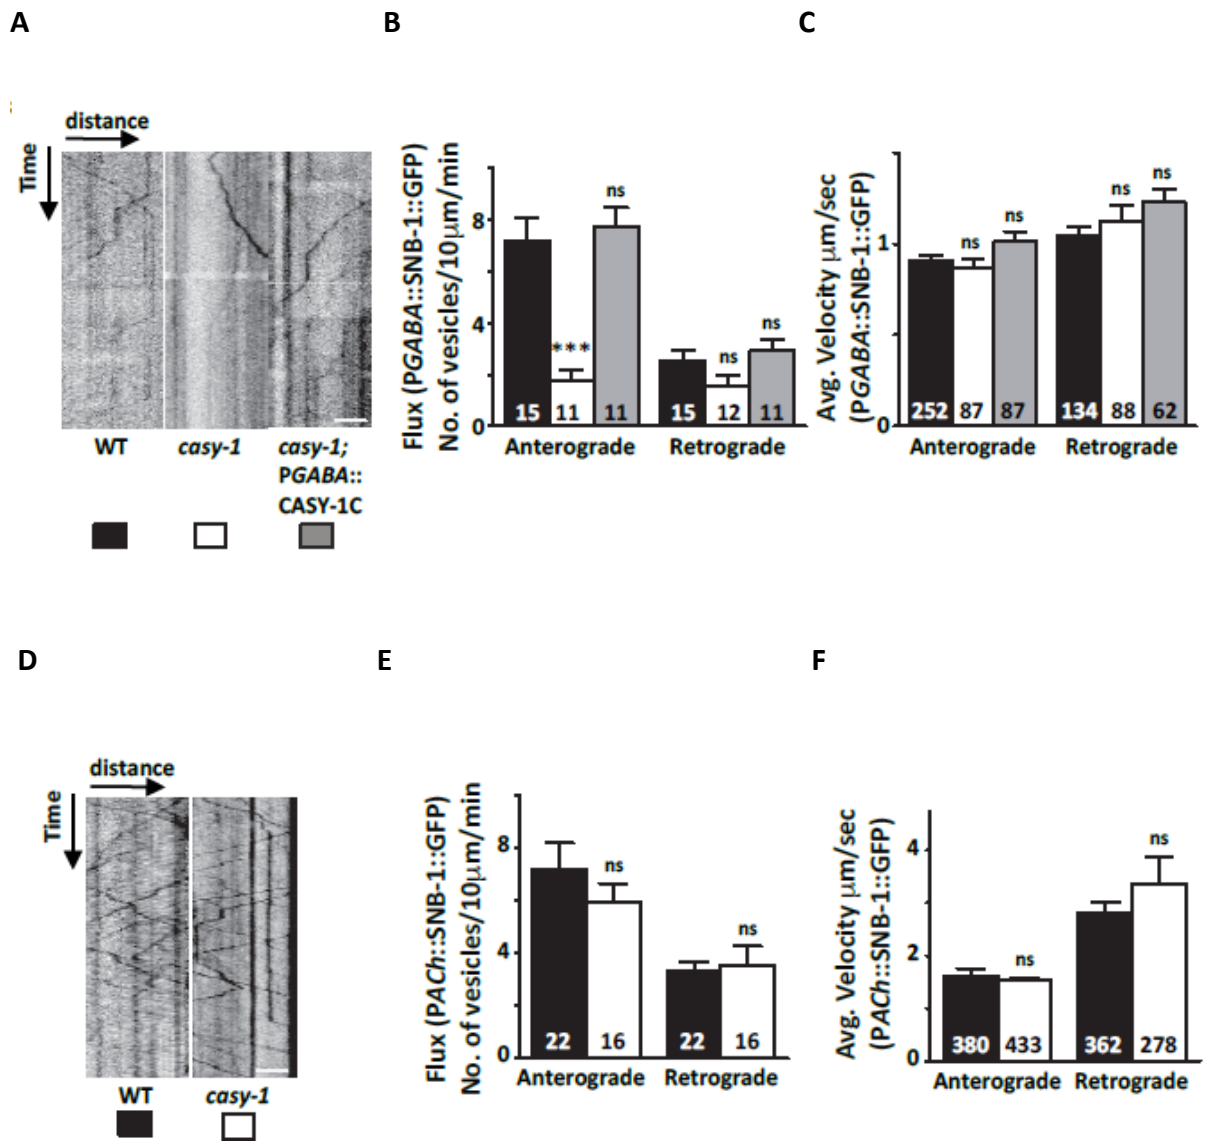 A
B
C
distance
Time
WT
casy-1
casy-1;
PGABA::
CASY-1C
Flux (PGABA::SNB-1::GFP)
No. of vesicles/10μm/min
8
4
0
***
ns
ns
ns
15
11
11
15
12
11
Anterograde
Retrograde
Avg. Velocity μm/sec
(PGABA::SNB-1::GFP)
1
0
ns
ns
ns
ns
252
87
87
134
88
62
Anterograde
Retrograde
D
E
F
distance
Time
WT
casy-1
Flux (PACh::SNB-1::GFP)
No. of vesicles/10μm/min
8
4
0
ns
ns
22
16
22
16
Anterograde
Retrograde
Avg. Velocity μm/sec
(PACh::SNB-1::GFP)
4
2
0
ns
ns
380
433
362
278
Anterograde
Retrograde